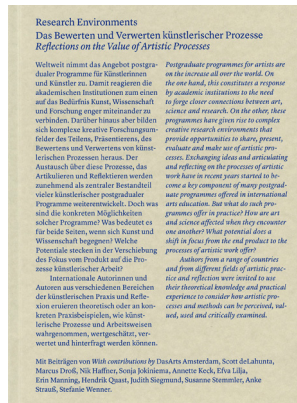 Research Environments
Das Bewerten und Verwerten künstlerischer Prozesse
Reflections on the Value of Artistic Processes
Weltweit nimmt das Angebot postgra-
dualer Programme für Künstlerinnen
und Künstler zu. Damit reagieren die
akademischen Institutionen zum einen
auf das Bedürfnis Kunst, Wissenschaft
und Forschung enger miteinander zu
verbinden. Darüber hinaus aber bilden
sich komplexe kreative Forschungsum-
felder des Teilens, Präsentierens, des
Bewertens und Verwertens von künst-
lerischen Prozessen heraus. Der
Austausch über diese Prozesse, das
Artikulieren und Reflektieren werden
zunehmend als zentraler Bestandteil
vieler künstlerischer postgradualer
Programme weiterentwickelt. Doch was
sind die konkreten Möglichkeiten
solcher Programme? Was bedeutet es
für beide Seiten, wenn sich Kunst und
Wissenschaft begegnen? Welche
Potentiale stecken in der Verschiebung
des Fokus vom Produkt auf die Pro-
zesse künstlerischer Arbeit?
Internationale Autorinnen und
Autoren aus verschiedenen Bereichen
der künstlerischen Praxis und Refle-
xion eruieren theoretisch oder an kon-
kreten Praxisbeispielen, wie künst-
lerische Prozesse und Arbeitsweisen
wahrgenommen, wertgeschätzt, ver-
wertet und hinterfragt werden können.
Postgraduate programmes for artists are
on the increase all over the world. On
the one hand, this constitutes a response
by academic institutions to the need
to forge closer connections between art,
science and research. On the other, these
programmes have given rise to complex
creative research environments that
provide opportunities to share, present,
evaluate and make use of artistic pro-
cesses. Exchanging ideas and articulating
and reflecting on the processes of artistic
work have in recent years started to be-
come a key component of many postgrad-
uate programmes offered in international
arts education. But what do such pro-
grammes offer in practice? How are art
and science affected when they encounter
one another? What potential does a
shift in focus from the end product to the
processes of artistic work offer?
Authors from a range of countries
and from different fields of artistic prac-
tice and reflection were invited to use
their theoretical knowledge and practical
experience to consider how artistic pro-
cesses and methods can be perceived, val-
ued, used and critically examined.
Mit Beiträgen von With contributions by DasArts Amsterdam, Scott deLahunta,
Marcus Droß, Nik Haffner, Sonja Jokiniemi, Annette Keck, Efva Lilja,
Erin Manning, Hendrik Quast, Judith Siegmund, Susanne Stemmler, Anke
Strauß, Stefanie Wenner.